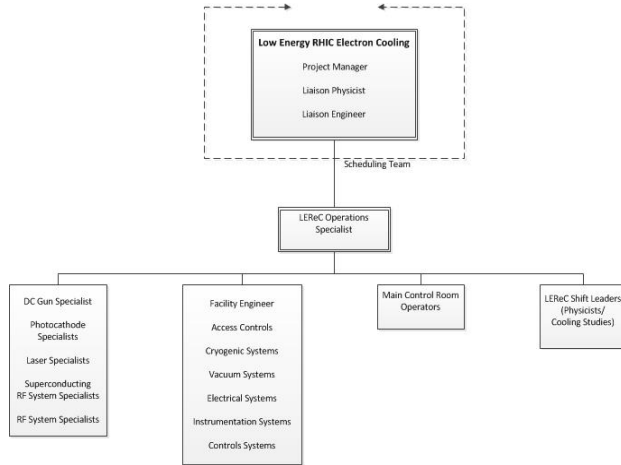 Low Energy RHIC Electron Cooling
Project Manager
Liaison Physicist
Liaison Engineer
Scheduling Team
LEReC Operations
Specialist
DC Gun Specialist
Photocathode
Specialists
Laser Specialists
Superconducting
RF System Specialists
RF System Specialists
Facility Engineer
Access Controls
Cryogenic Systems
Vacuum Systems
Electrical Systems
Instrumentation Systems
Controls Systems
Main Control Room
Operators
LEReC Shift Leaders
(Physicists/
Cooling Studies)